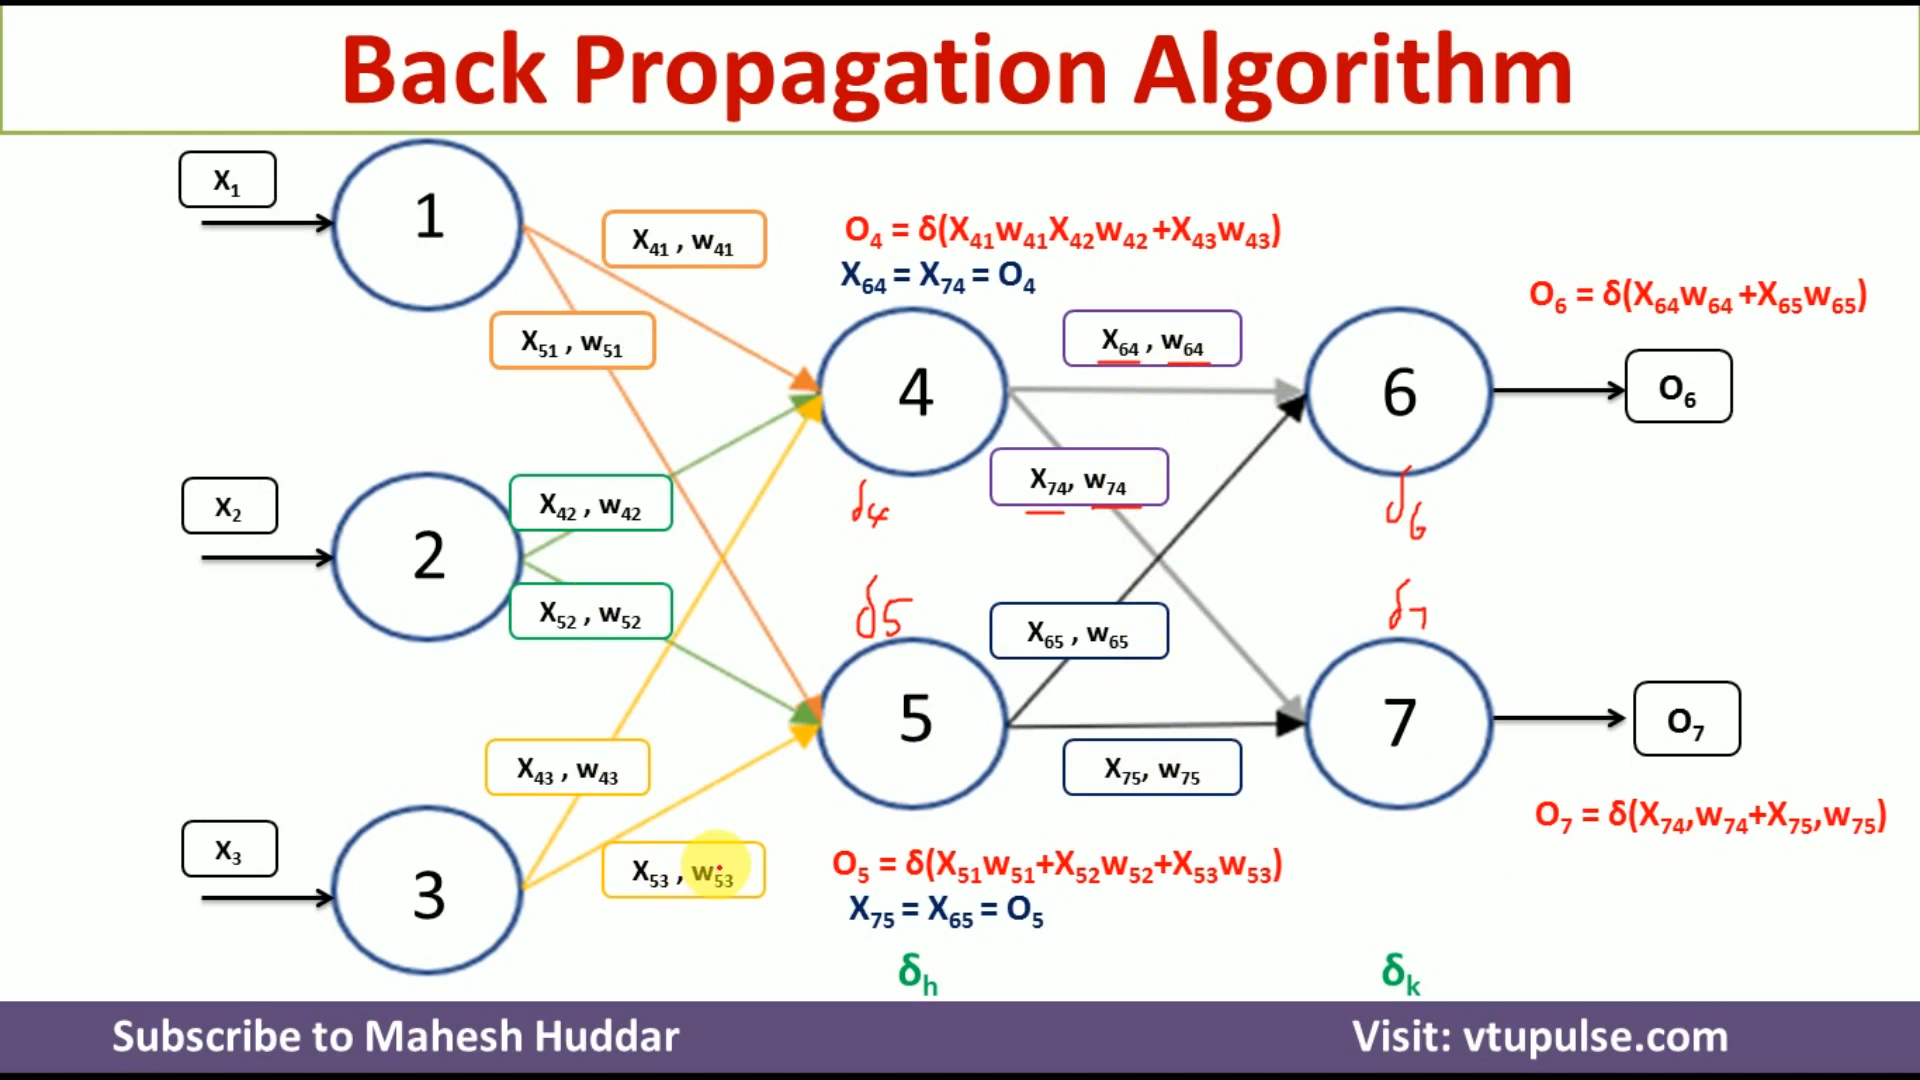 Back Propagation Algorithm
X₁
1
X₄₁ , w₄₁
O₄ = δ(X₄₁w₄₁X₄₂w₄₂+X₄₃w₄₃)
X₆₄ = X₇₄ = O₄
O₆ = δ(X₆₄w₆₄ +X₆₅w₆₅)
X₅₁ , w₅₁
X₆₄ , w₆₄
4
6
O₆
X₂
X₄₂ , w₄₂
X₇₄, w₇₄
δ4
δ6
2
X₅₂ , w₅₂
δ5
X₆₅ , w₆₅
δ7
5
7
O₇
X₄₃ , w₄₃
X₇₅, w₇₅
X₃
3
X₅₃ , w₅₃
O₇ = δ(X₇₄,w₇₄+X₇₅,w₇₅)
O₅ = δ(X₅₁w₅₁+X₅₂w₅₂+X₅₃w₅₃)
X₇₅ = X₆₅ = O₅
δh
δk
Subscribe to Mahesh Huddar
Visit: vtupulse.com